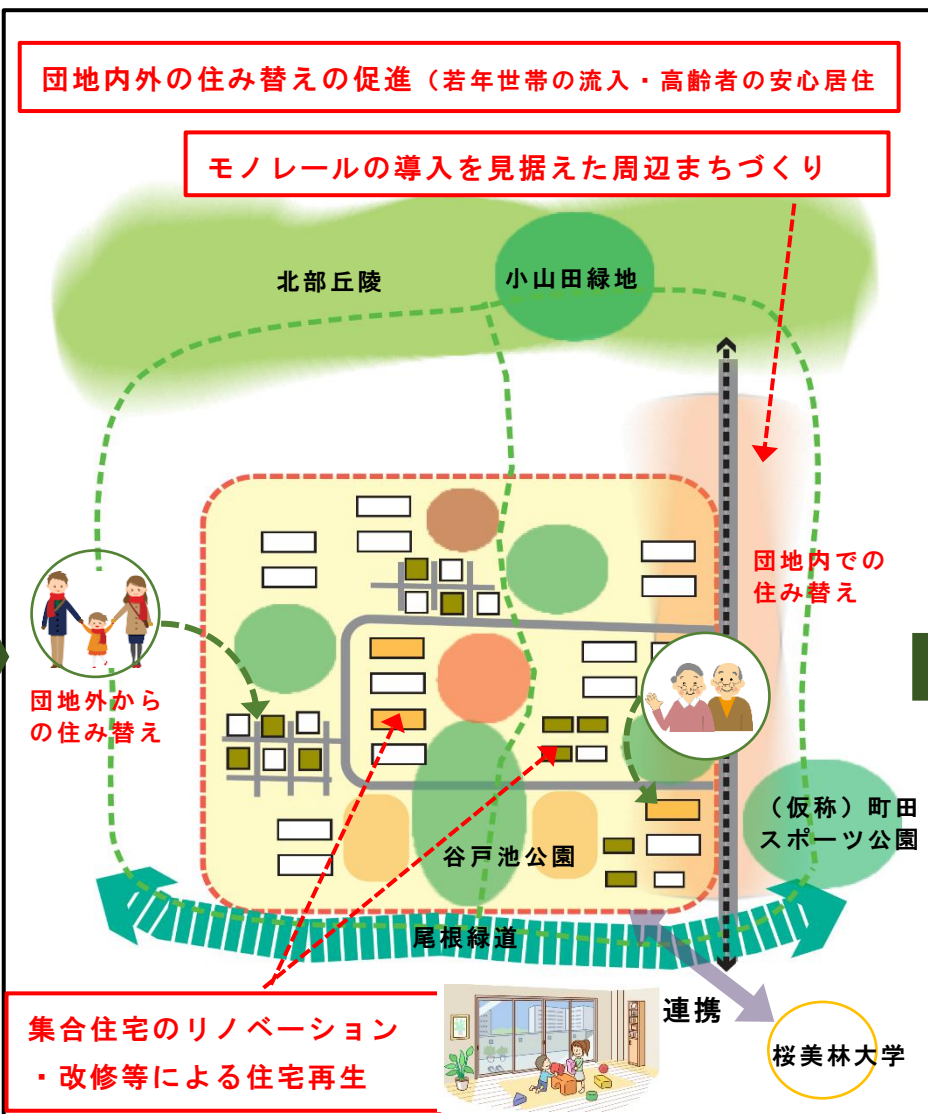 団地内外の住み替えの促進（若年世帯の流入・高齢者の安心居住
モノレールの導入を見据えた周辺まちづくり
北部丘陵
小山田緑地
団地内での
住み替え
団地外から
の住み替え
（仮称）町田
スポーツ公園
谷戸池公園
尾根緑道
集合住宅のリノベーション
・改修等による住宅再生
連携
桜美林大学